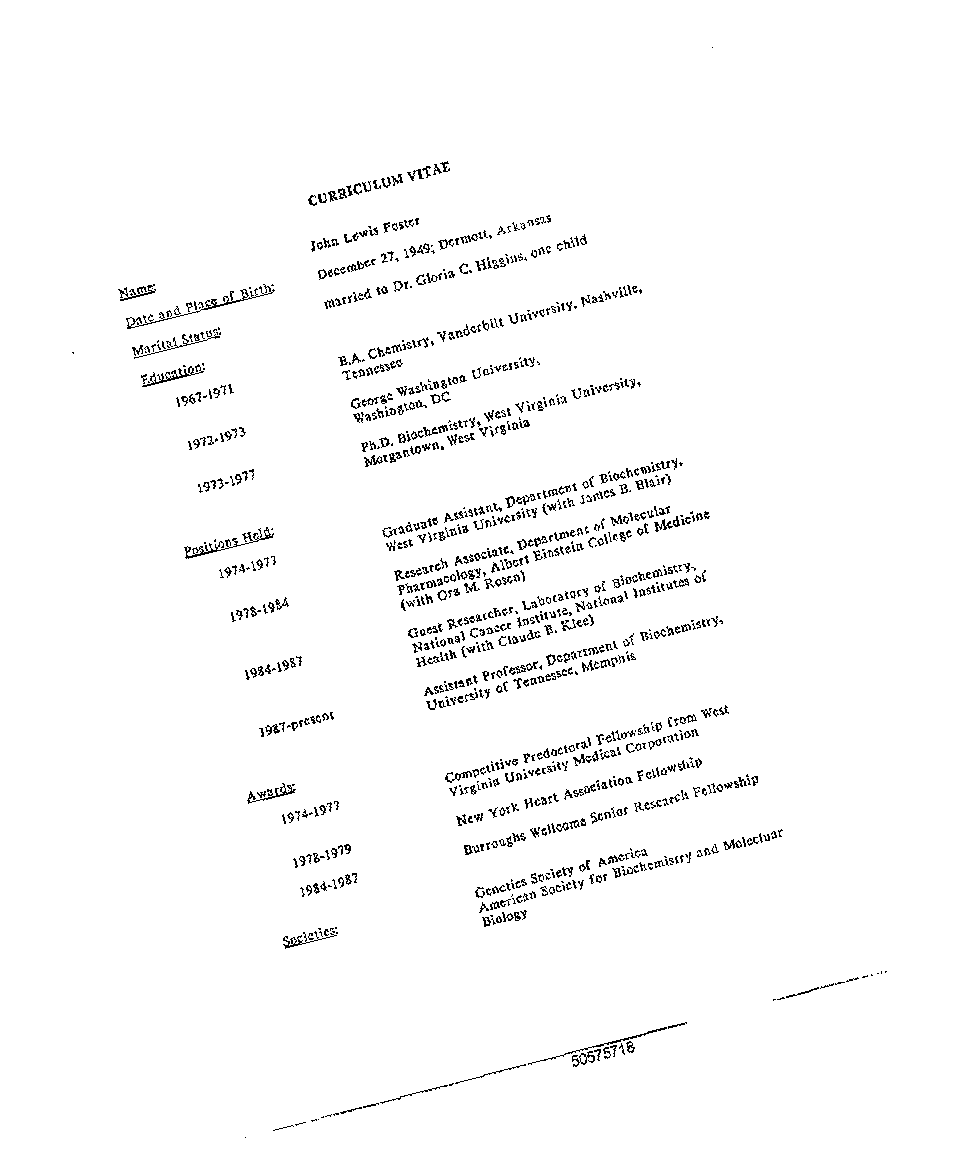 CURRICULUM VITAE
Name: John Lewis Foster
Date and Place of Birth: December 27, 1949; Dermott, Arkansas
Marital Status: married to Dr. Gloria C. Higgins, one child
Education:
1967-1971 B.A. Chemistry, Vanderbilt University, Nashville,
Tennessee
1972-1973 George Washington University,
Washington, DC
1973-1977 Ph.D. Biochemistry, West Virginia University,
Morgantown, West Virginia
Positions Held:
1974-1977 Graduate Assistant, Department of Biochemistry,
West Virginia University (with James B. Blair)
1978-1984 Research Associate, Department of Molecular
Pharmacology, Albert Einstein College of Medicine
(with Ora M. Rosen)
1984-1987 Guest Researcher, Laboratory of Biochemistry,
National Cancer Institute, National Institutes of
Health (with Claude B. Klee)
1987-present Assistant Professor, Department of Biochemistry,
University of Tennessee, Memphis
Awards:
1974-1977 Competitive Predoctoral Fellowship from West
Virginia University Medical Corporation
1978-1979 New York Heart Association Fellowship
1984-1987 Burroughs Wellcome Senior Research Fellowship
Societies: Genetics Society of America
American Society for Biochemistry and Molecluar
Biology
50575718